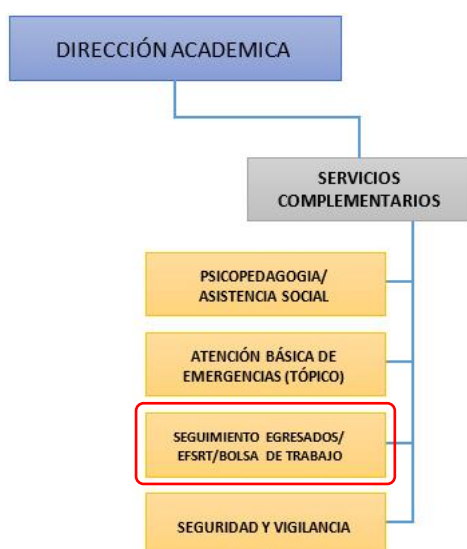 DIRECCIÓN ACADEMICA
SERVICIOS
COMPLEMENTARIOS
PSICOPEDAGOGIA/
ASISTENCIA SOCIAL
ATENCIÓN BÁSICA DE
EMERGENCIAS (TÓPICO)
SEGUIMIENTO EGRESADOS/
EFSRT/BOLSA DE TRABAJO
SEGURIDAD Y VIGILANCIA